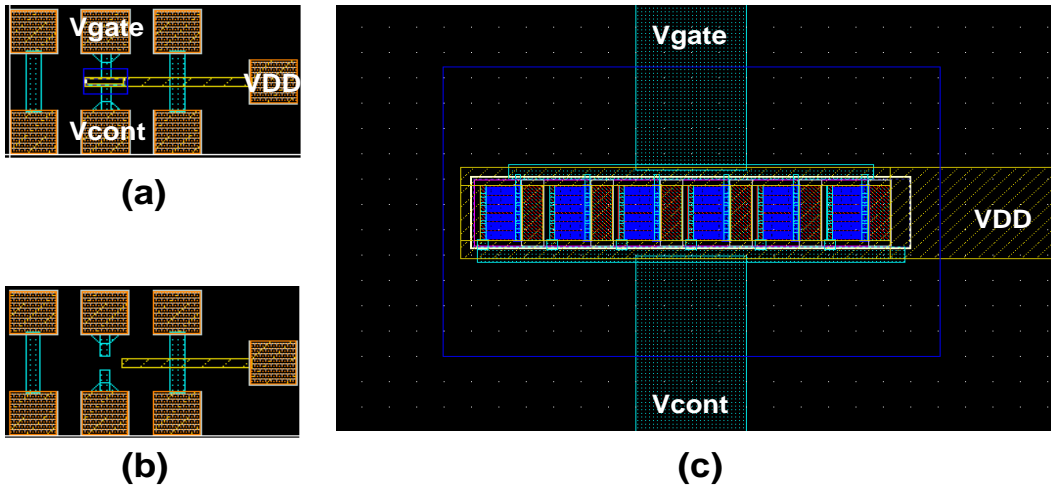 Vgate
VDD
Vcont
(a)
(b)
Vgate
VDD
Vcont
(c)